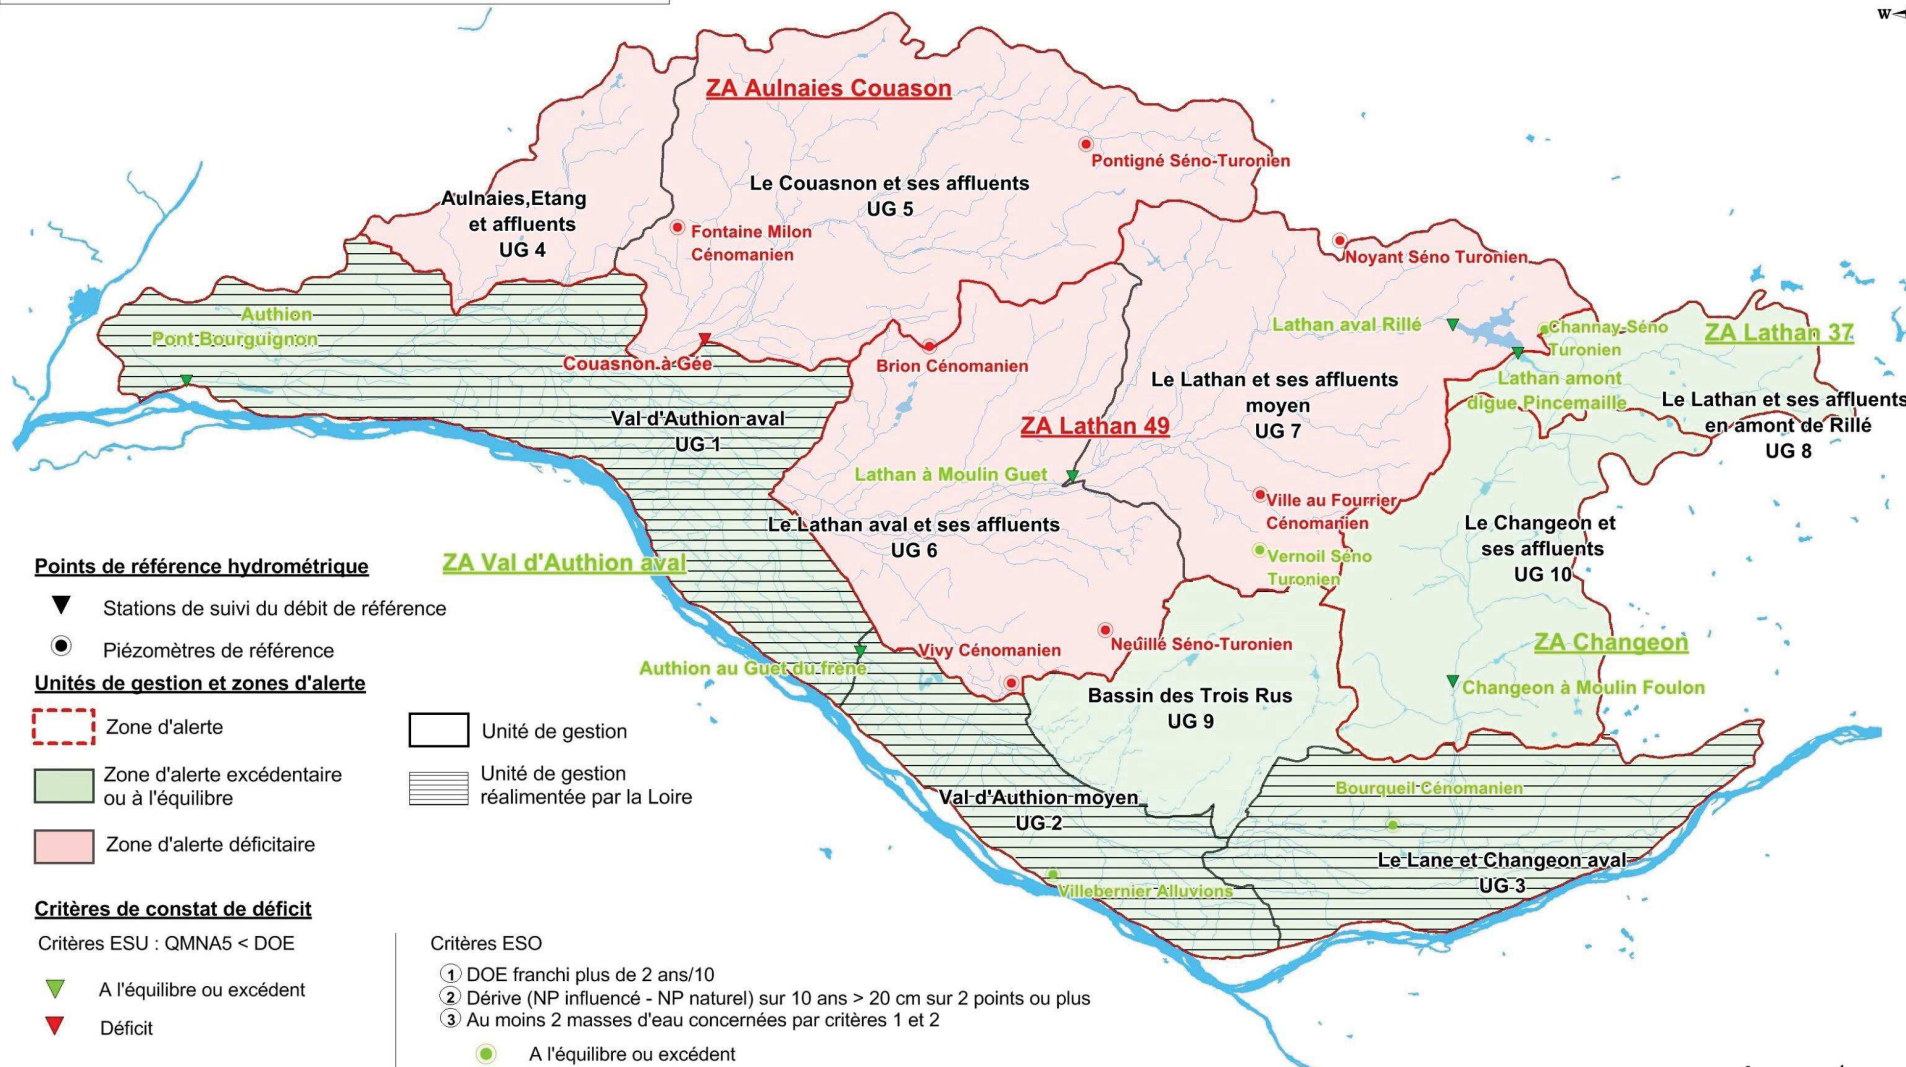 W
ZA Aulnaies Couason
Pontigné Séno-Turonien
Le Couasnon et ses affluents
UG 5
Aulnaies,Etang
et affluents
UG 4
Fontaine Milon
Cénomanien
Noyant Séno Turonien
Authion
Pont Bourguignon
Lathan aval Rillé
Channay Séno
Turonien
ZA Lathan 37
Couasnon à Gée
Brion Cénomanien
Le Lathan et ses affluents
moyen
UG 7
Lathan amont
digue Pincemaille
Le Lathan et ses affluents
en amont de Rillé
UG 8
Val d'Authion aval
UG 1
ZA Lathan 49
Lathan à Moulin Guet
Ville au Fourrier
Cénomanien
Le Lathan aval et ses affluents
UG 6
Le Changeon et
ses affluents
UG 10
Vernoil Séno
Turonien
ZA Val d'Authion aval
Vivy Cénomanien
Neuillé Séno-Turonien
ZA Changeon
Authion au Guet du frêne
Changeon à Moulin Foulon
Bassin des Trois Rus
UG 9
Bourqueil Cénomanien
Val d'Authion moyen
UG 2
Le Lane et Changeon aval
UG 3
Villebernier Alluvions
Points de référence hydrométrique
Stations de suivi du débit de référence
Piézomètres de référence
Unités de gestion et zones d'alerte
Zone d'alerte
Unité de gestion
Zone d'alerte excédentaire
ou à l'équilibre
Unité de gestion
réalimentée par la Loire
Zone d'alerte déficitaire
Critères de constat de déficit
Critères ESU : QMNA5 < DOE
A l'équilibre ou excédent
Déficit
Critères ESO
1 DOE franchi plus de 2 ans/10
2 Dérive (NP influencé - NP naturel) sur 10 ans > 20 cm sur 2 points ou plus
3 Au moins 2 masses d'eau concernées par critères 1 et 2
A l'équilibre ou excédent